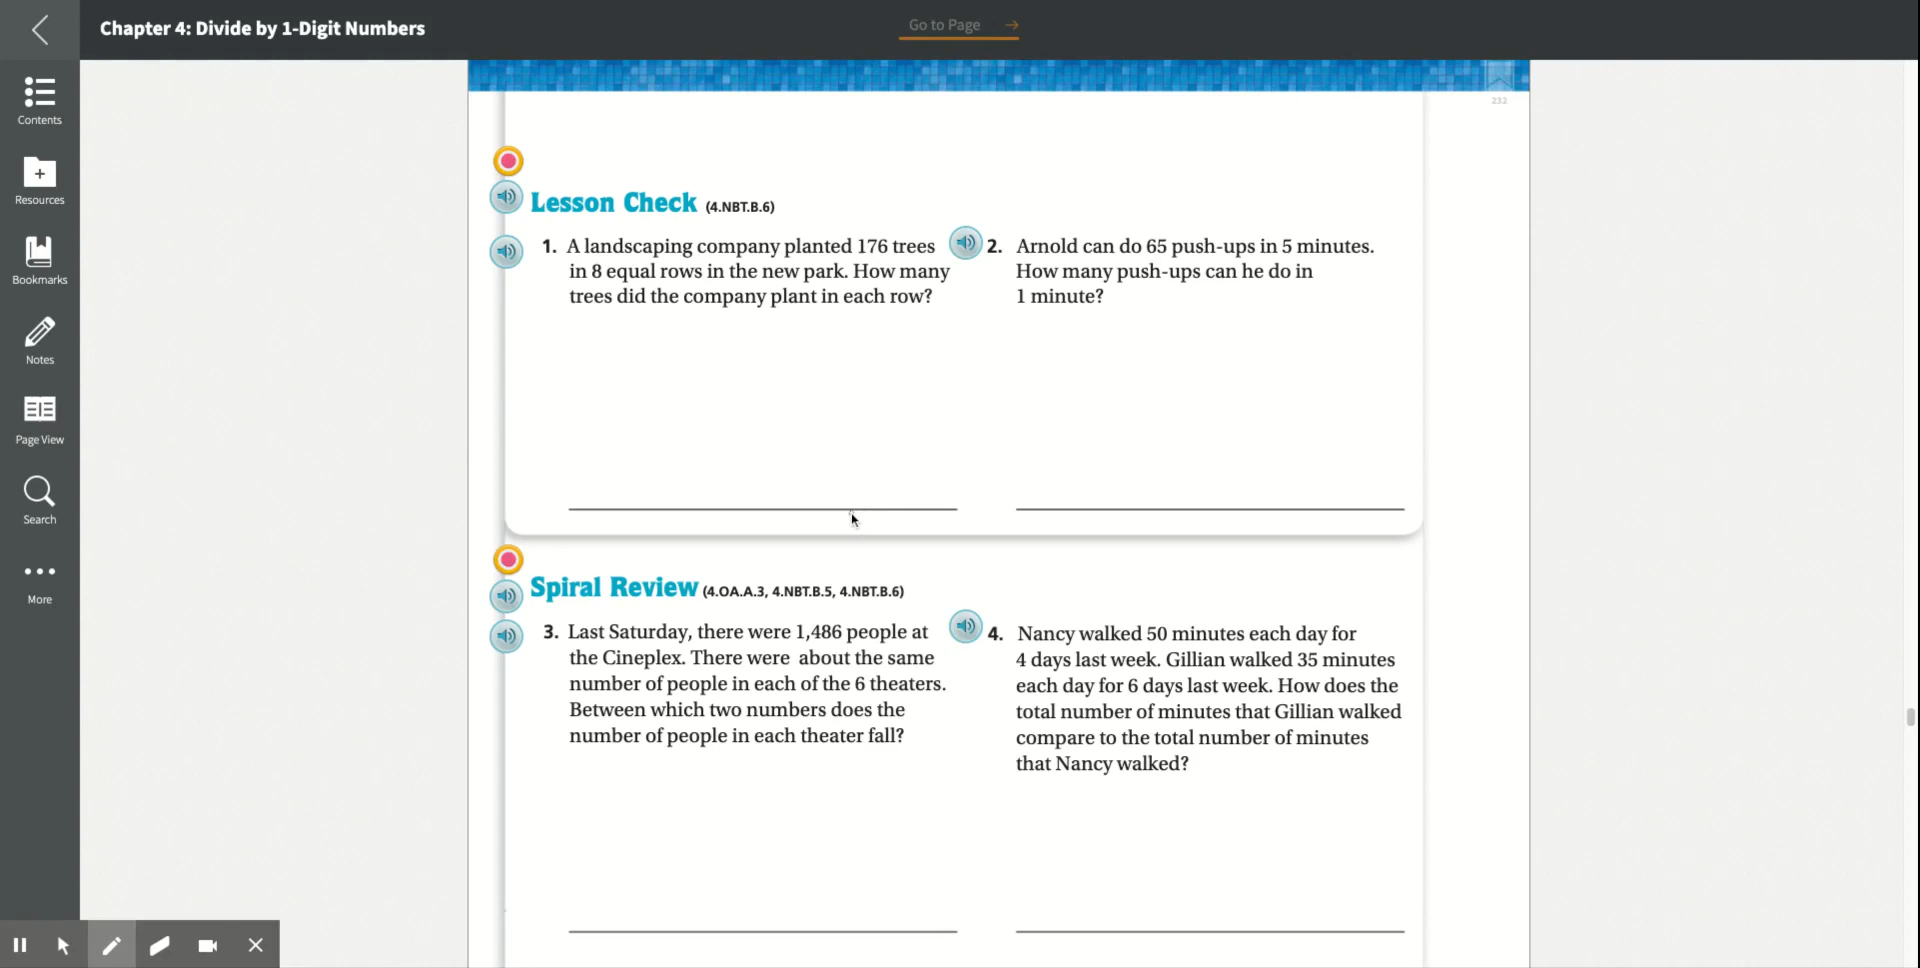 Chapter 4: Divide by 1-Digit Numbers
Go to Page →
Contents
Resources
Bookmarks
Notes
Page View
Search
More
232
Lesson Check (4.NBT.B.6)
1. A landscaping company planted 176 trees
in 8 equal rows in the new park. How many
trees did the company plant in each row?
2. Arnold can do 65 push-ups in 5 minutes.
How many push-ups can he do in
1 minute?
Spiral Review (4.OA.A.3, 4.NBT.B.5, 4.NBT.B.6)
3. Last Saturday, there were 1,486 people at
the Cineplex. There were about the same
number of people in each of the 6 theaters.
Between which two numbers does the
number of people in each theater fall?
4. Nancy walked 50 minutes each day for
4 days last week. Gillian walked 35 minutes
each day for 6 days last week. How does the
total number of minutes that Gillian walked
compare to the total number of minutes
that Nancy walked?